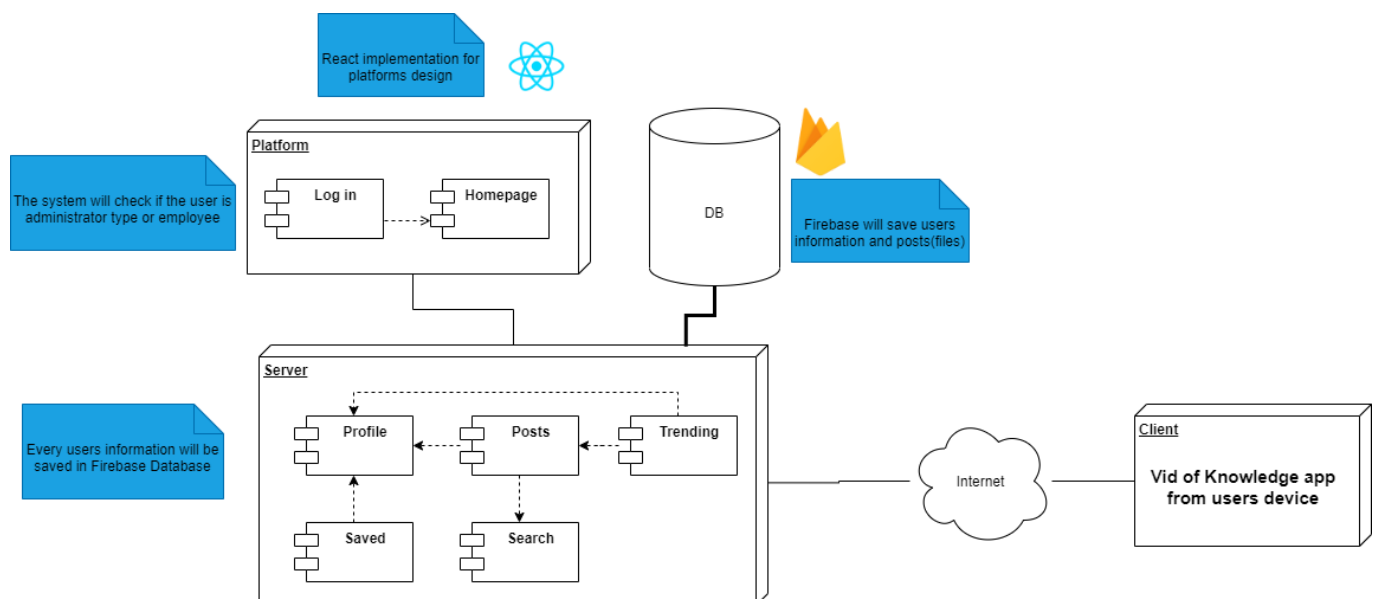 React implementation for
platforms design
Platform
Log in
Homepage
The system will check if the user is
administrator type or employee
DB
Firebase will save users
information and posts(files)
Server
Profile
Posts
Trending
Every users information will be
saved in Firebase Database
Saved
Search
Internet
Client
Vid of Knowledge app
from users device